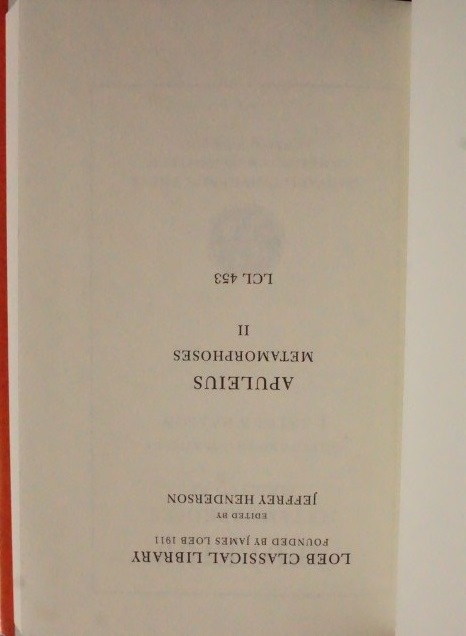 LOEB CLASSICAL LIBRARY
FOUNDED BY JAMES LOEB 1911
EDITED BY
JEFFREY HENDERSON
APULEIUS
METAMORPHOSES
II
LCL 453